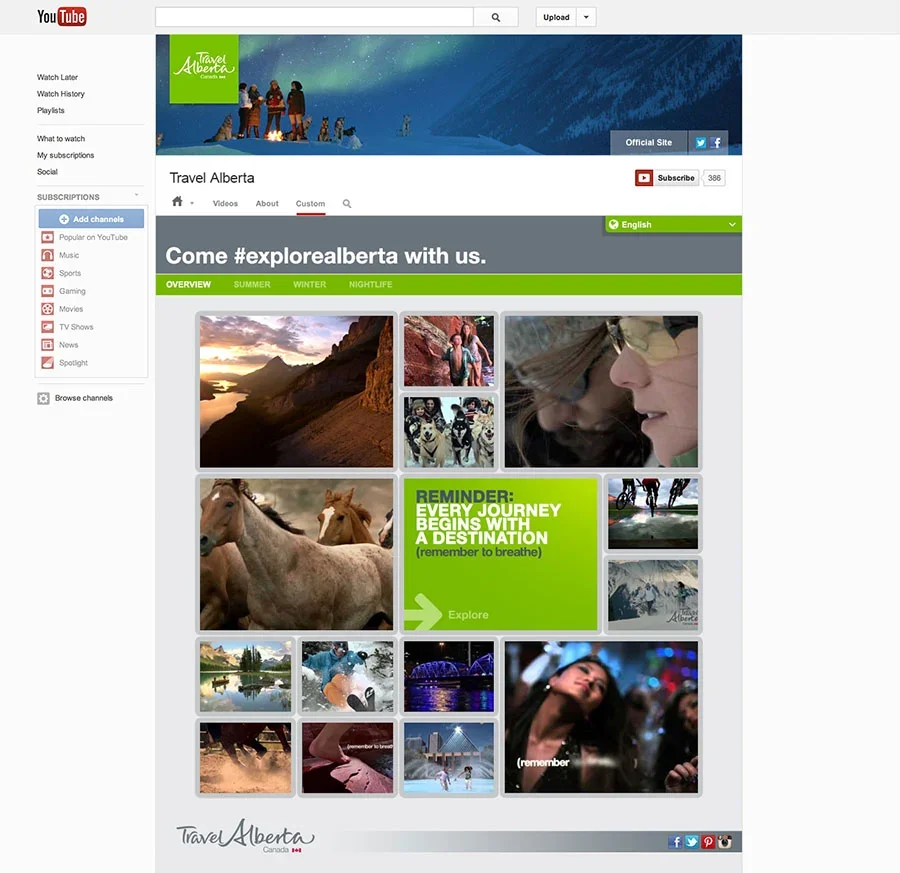 YouTube
Upload
Watch Later
Watch History
Playlists
What to watch
My subscriptions
Social
SUBSCRIPTIONS
Add channels
Popular on YouTube
Music
Sports
Gaming
Movies
TV Shows
News
Spotlight
Browse channels
Travel
Alberta
Canada
Official Site
Travel Alberta
Subscribe 386
Videos About Custom
English
Come #explorealberta with us.
OVERVIEW SUMMER WINTER NIGHTLIFE
REMINDER:
EVERY JOURNEY
BEGINS WITH
A DESTINATION
(remember to breathe)
Explore
Travel
Alberta
(remember to breath
(remember
Travel Alberta
Canada